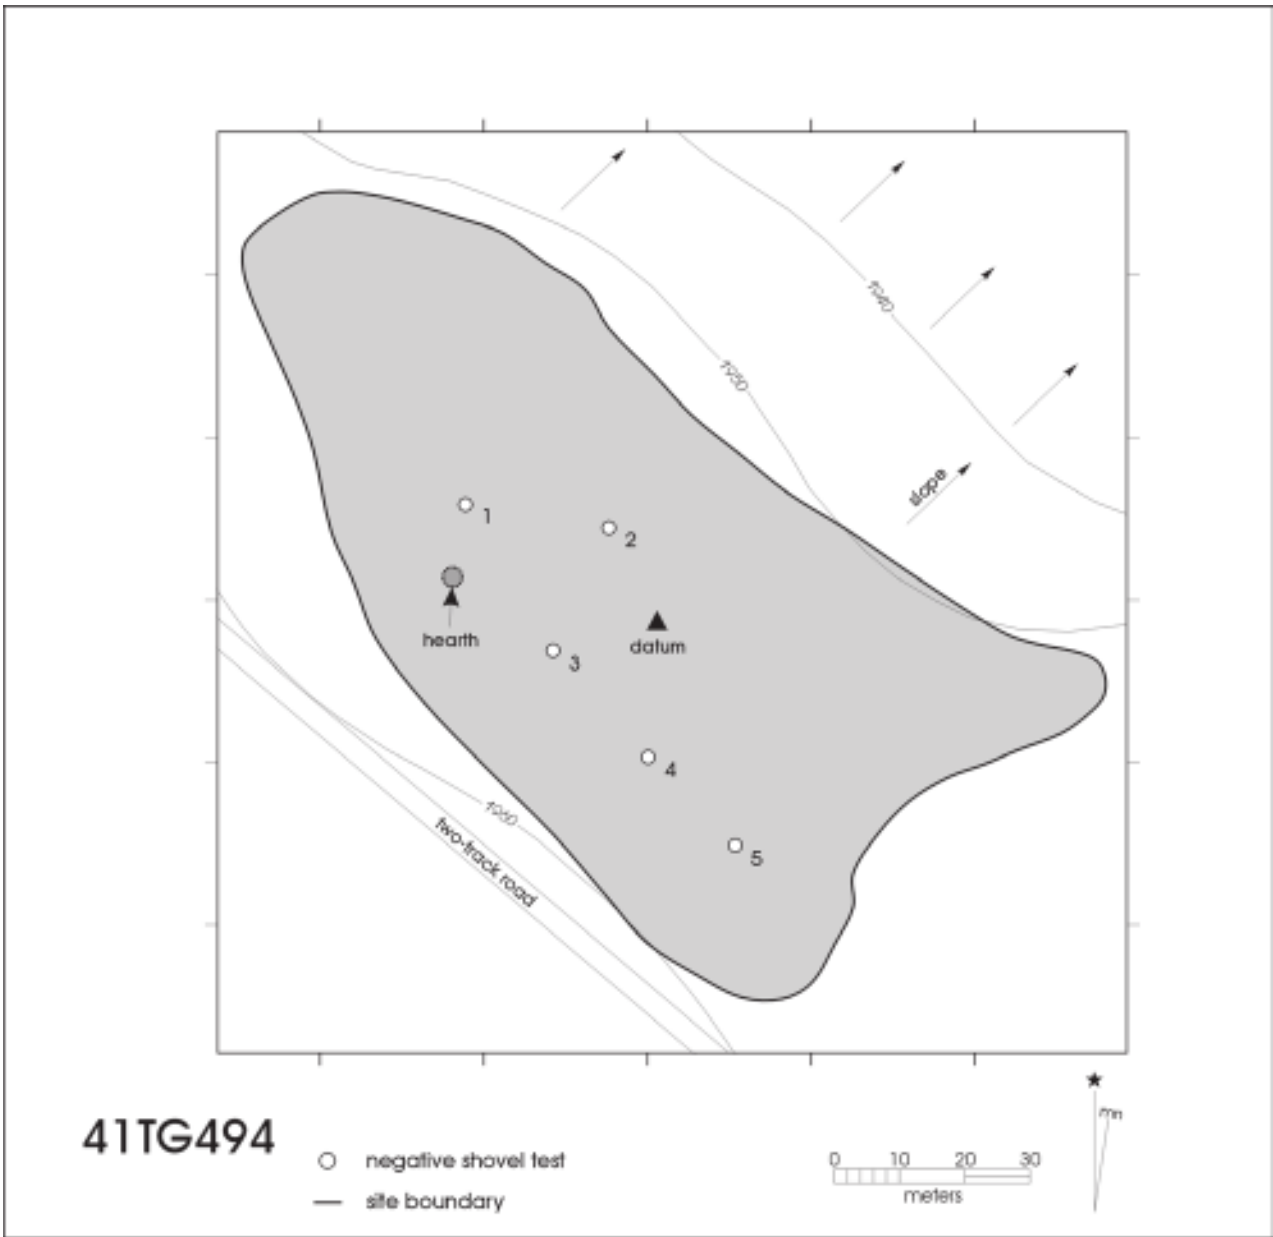 1940
1950
slope
1
2
hearth
datum
3
4
1960
two-track road
5
mn
41TG494
negative shovel test
site boundary
0 10 20 30
meters